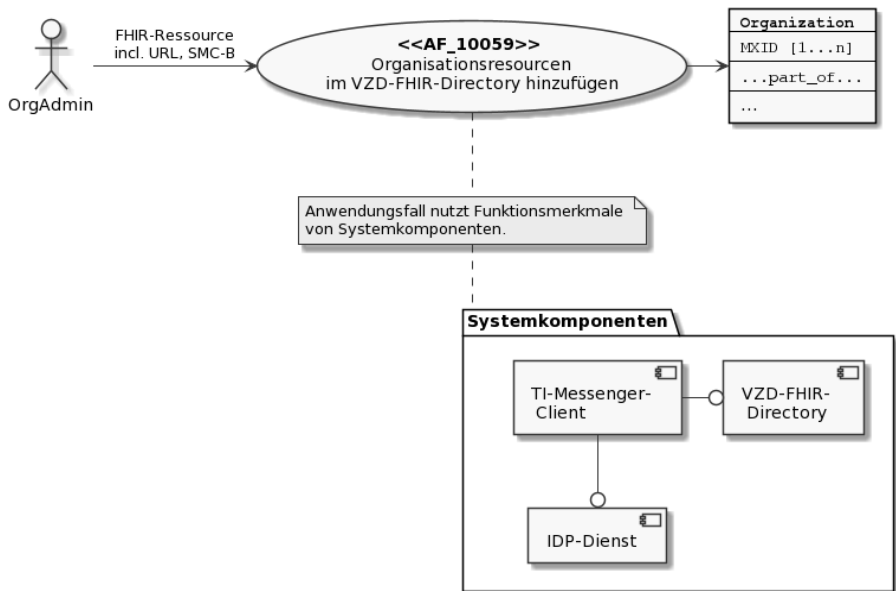 FHIR-Ressource
incl. URL, SMC-B
OrgAdmin
<<AF_10059>>
Organisationsresourcen
im VZD-FHIR-Directory hinzufügen
Organization
MXID [1...n]
...part_of...
...
Anwendungsfall nutzt Funktionsmerkmale
von Systemkomponenten.
Systemkomponenten
TI-Messenger-
Client
VZD-FHIR-
Directory
IDP-Dienst